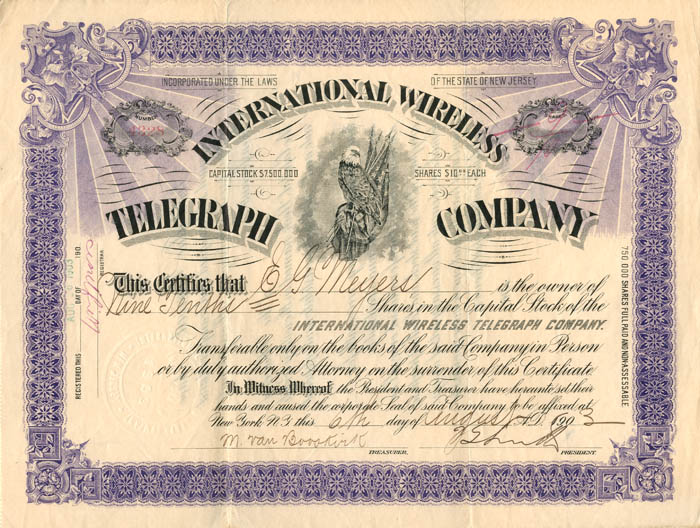 INCORPORATED UNDER THE LAWS OF THE STATE OF NEW JERSEY.
NUMBER
INTERNATIONAL WIRELESS
CAPITAL STOCK $7,500,000 SHARES $10.00 EACH
TELEGRAPH COMPANY
This Certifies that E G Meyers is the owner of
Nine Tenths Shares in the Capital Stock of the
INTERNATIONAL WIRELESS TELEGRAPH COMPANY.
Transferable only on the books of the said Company in Person
or by duly authorized Attorney on the surrender of this Certificate
In Witness Whereof the President and Treasurer have hereunto set their
hands and caused the corporate Seal of said Company to be affixed at
New York N.Y. this 6th day of August A.D. 1903
TREASURER. PRESIDENT.
REGISTERED THIS DAY OF 190
REGISTRAR.
750 000 SHARES FULL PAID AND NON-ASSESSABLE